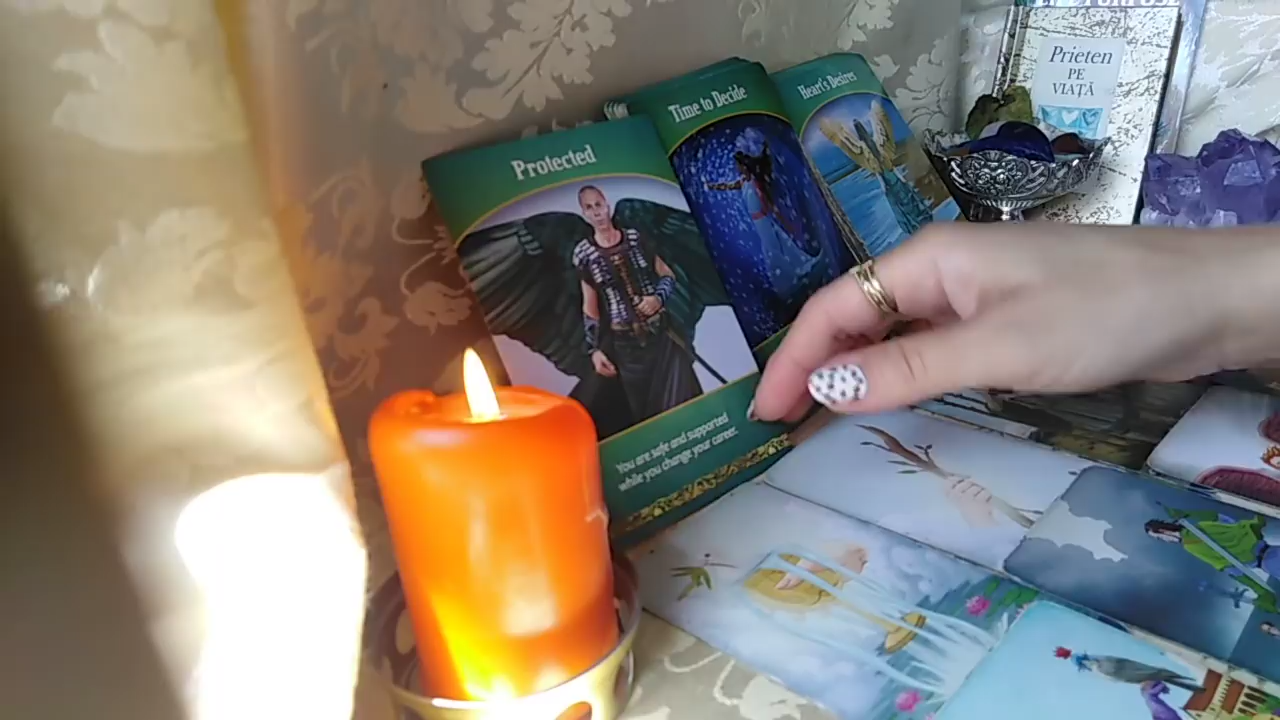 Protected
Time to Decide
Heart's Desires
Prieten
PE
VIAȚĂ
You are safe and supported
while you change your career.